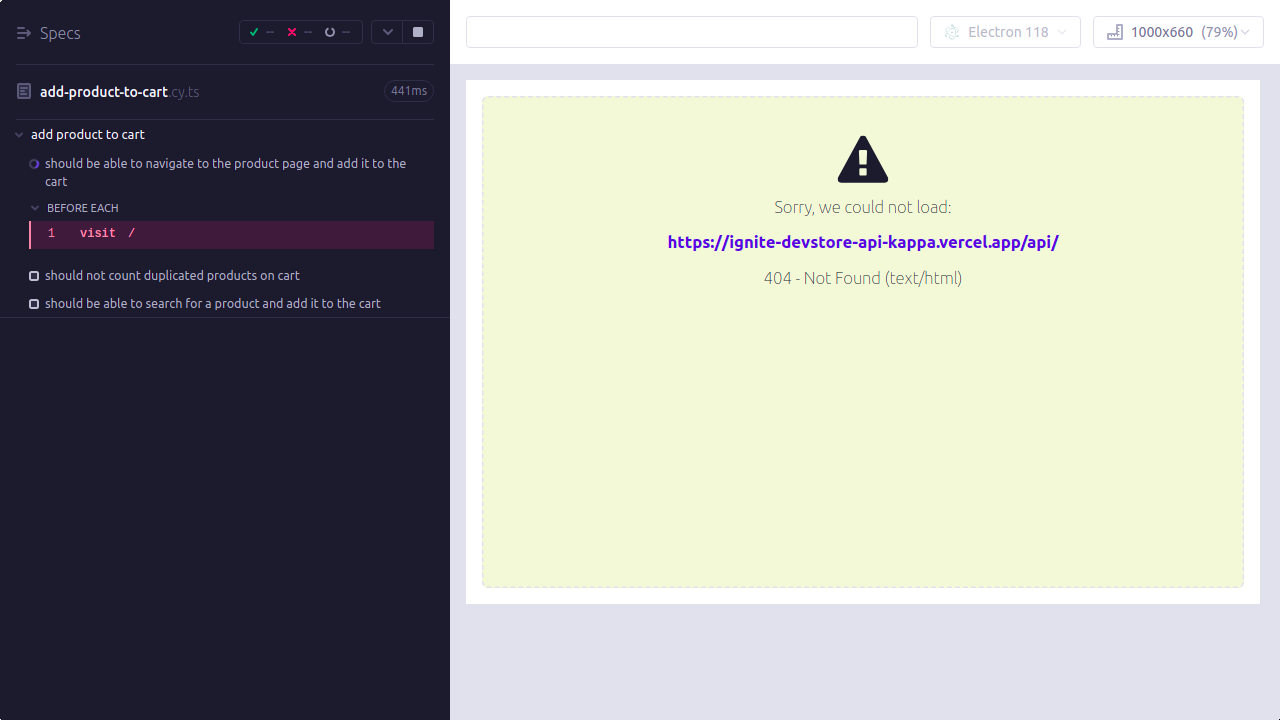 Specs
--
--
--
Electron 118
1000x660 (79%)
add-product-to-cart.cy.ts
441ms
add product to cart
should be able to navigate to the product page and add it to the
cart
BEFORE EACH
1 visit /
should not count duplicated products on cart
should be able to search for a product and add it to the cart
Sorry, we could not load:
https://ignite-devstore-api-kappa.vercel.app/api/
404 - Not Found (text/html)